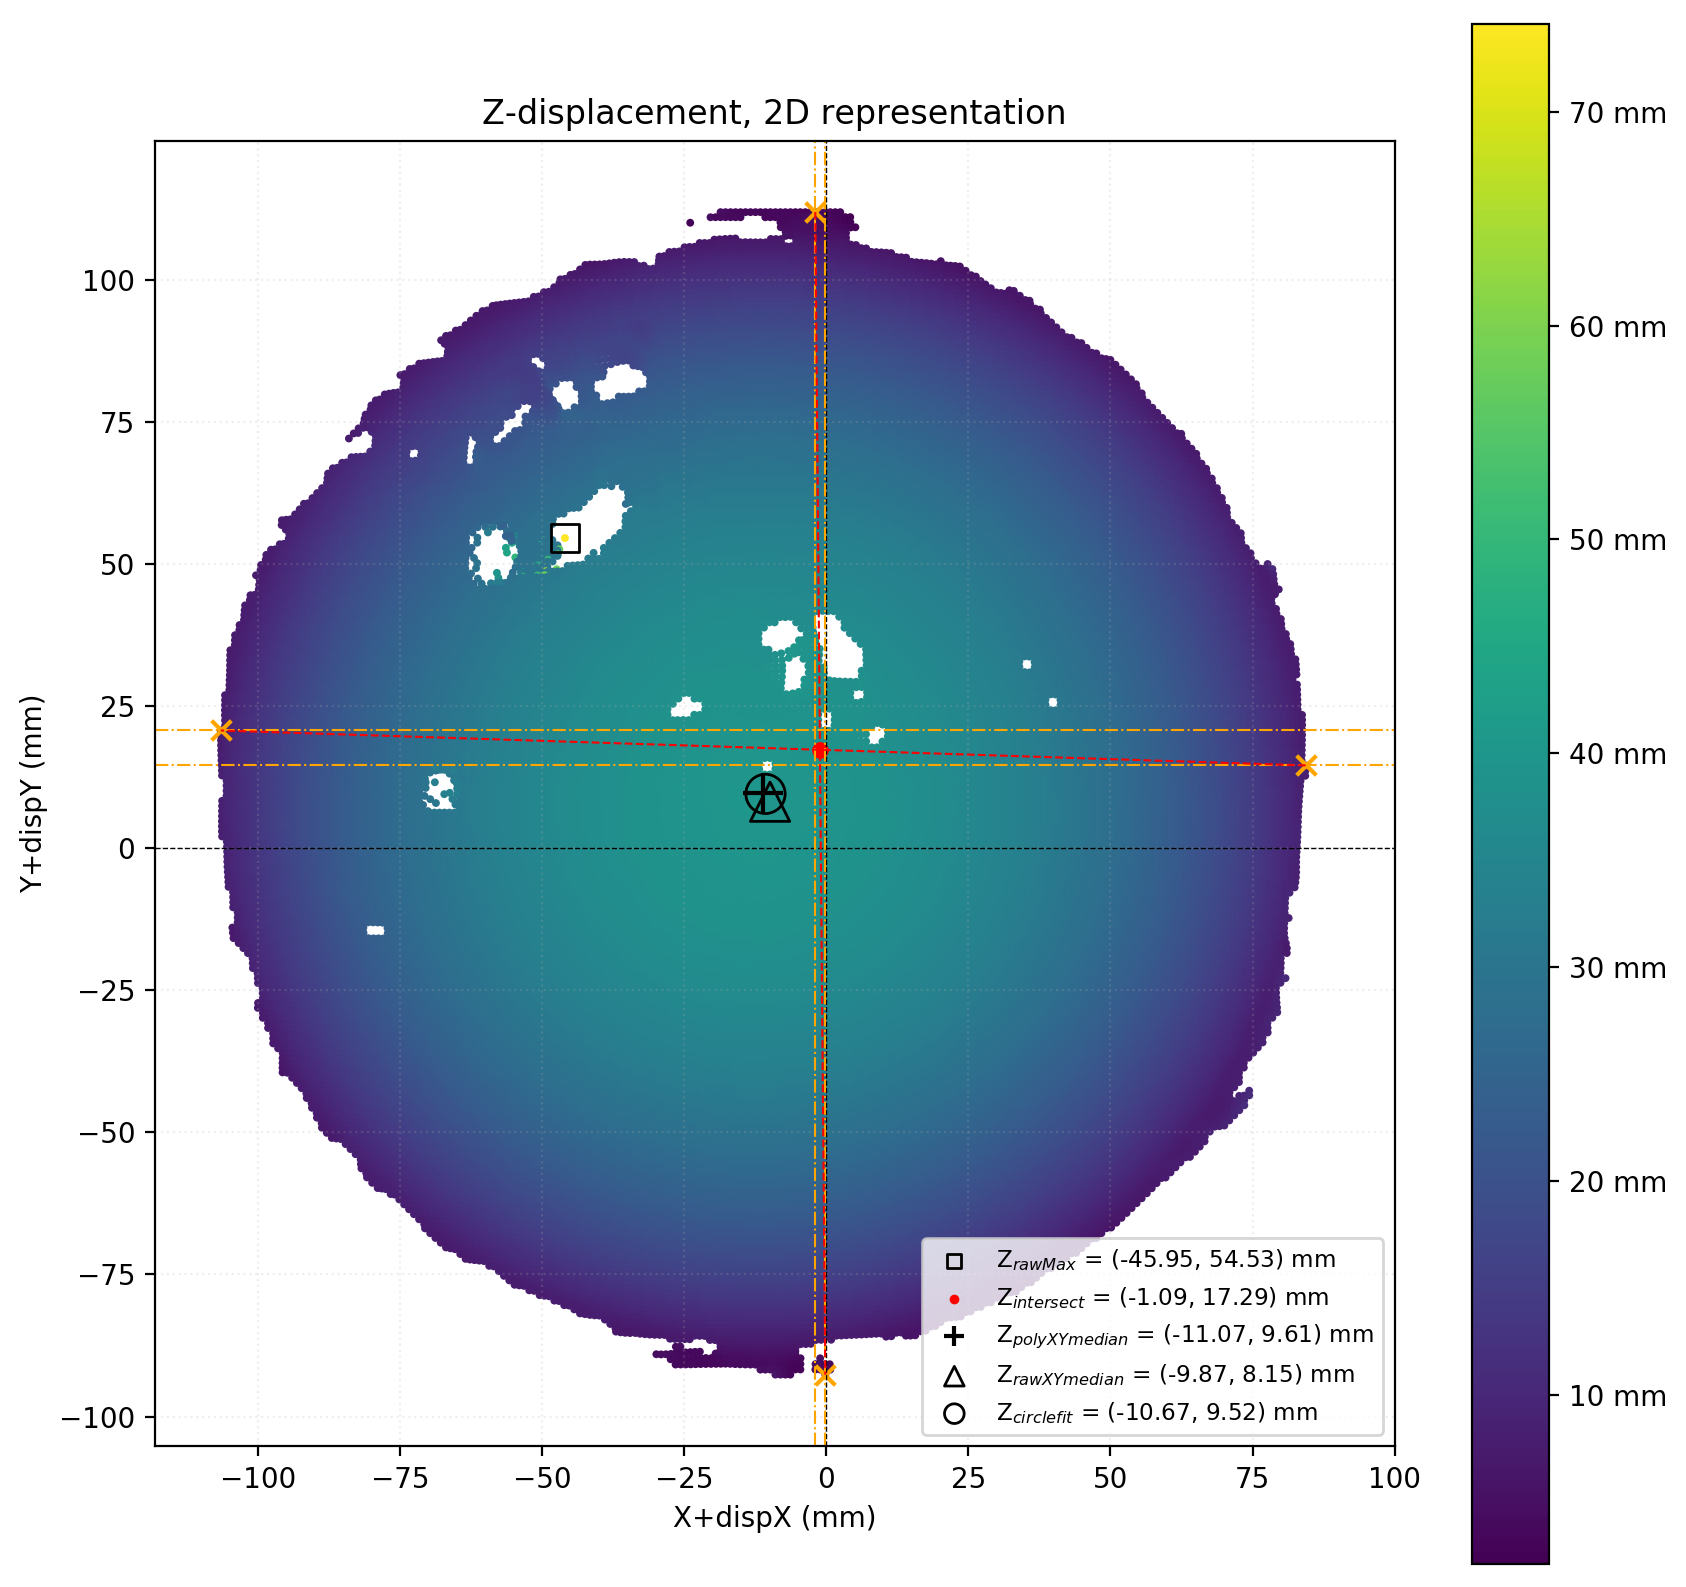 Z-displacement, 2D representation
70 mm
60 mm
50 mm
40 mm
30 mm
20 mm
10 mm
100
75
50
25
0
−25
−50
−75
−100
Y+dispY (mm)
−100
−75
−50
−25
0
25
50
75
100
X+dispX (mm)
Z_rawMax = (-45.95, 54.53) mm
Z_intersect = (-1.09, 17.29) mm
Z_polyXYmedian = (-11.07, 9.61) mm
Z_rawXYmedian = (-9.87, 8.15) mm
Z_circlefit = (-10.67, 9.52) mm